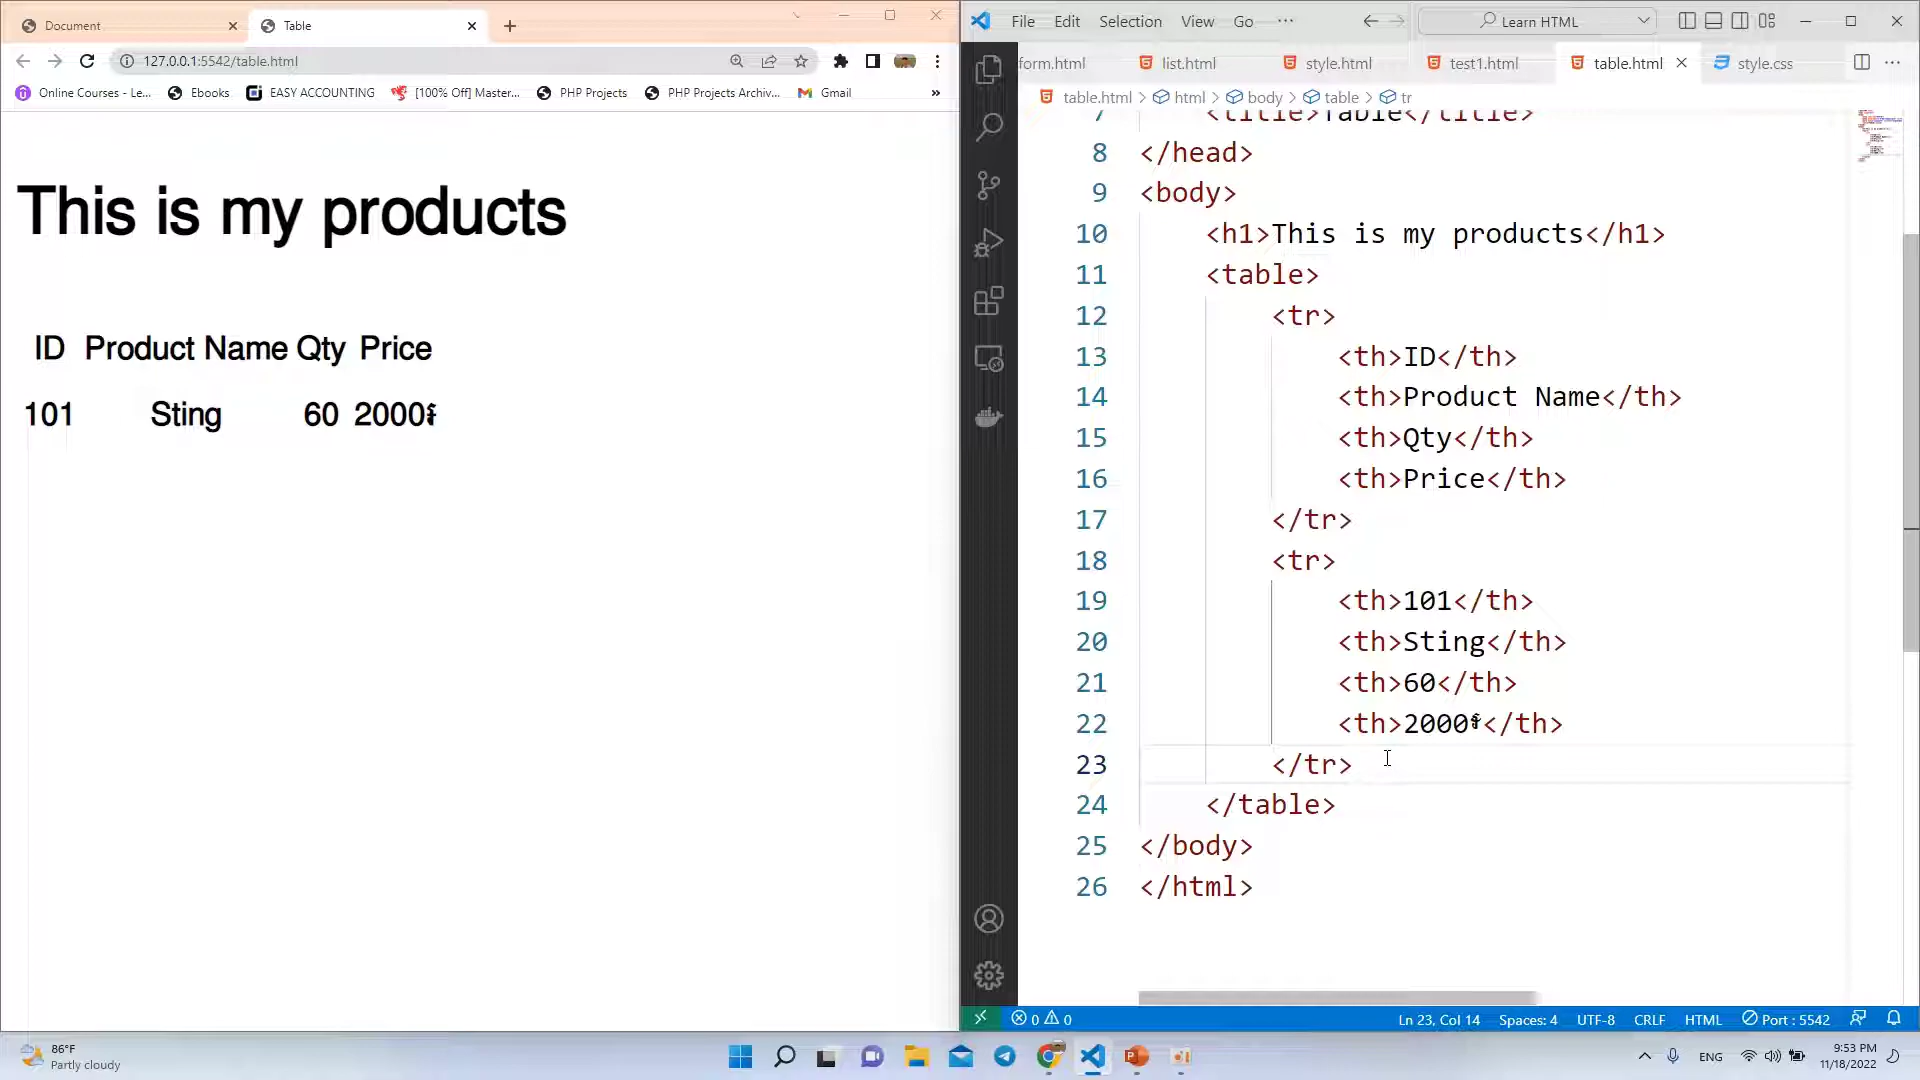 Document
Table
127.0.0.1:5542/table.html
Online Courses - Le...
Ebooks
EASY ACCOUNTING
[100% Off] Master...
PHP Projects
PHP Projects Archiv...
Gmail
»
This is my products
ID Product Name Qty Price
101 Sting 60 2000៛
File Edit Selection View Go ···
Learn HTML
form.html
list.html
style.html
test1.html
table.html
style.css
table.html > html > body > table > tr
7 <title>Table</title>
8 </head>
9 <body>
10 <h1>This is my products</h1>
11 <table>
12 <tr>
13 <th>ID</th>
14 <th>Product Name</th>
15 <th>Qty</th>
16 <th>Price</th>
17 </tr>
18 <tr>
19 <th>101</th>
20 <th>Sting</th>
21 <th>60</th>
22 <th>2000៛</th>
23 </tr>
24 </table>
25 </body>
26 </html>
0 0
Ln 23, Col 14
Spaces: 4
UTF-8
CRLF
HTML
Port : 5542
86°F
Partly cloudy
ENG
9:53 PM
11/18/2022